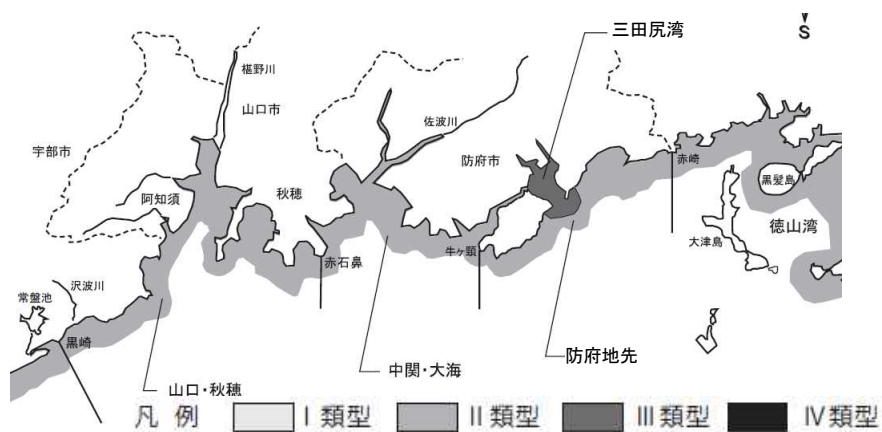 三田尻湾
S
椹野川
山口市
佐波川
宇部市
防府市
赤崎
黒髪島
阿知須
秋穂
徳山湾
大津島
牛ヶ頸
赤石鼻
沢波川
常盤池
黒崎
防府地先
中関・大海
山口・秋穂
凡 例 Ⅰ類型 Ⅱ類型 Ⅲ類型 Ⅳ類型